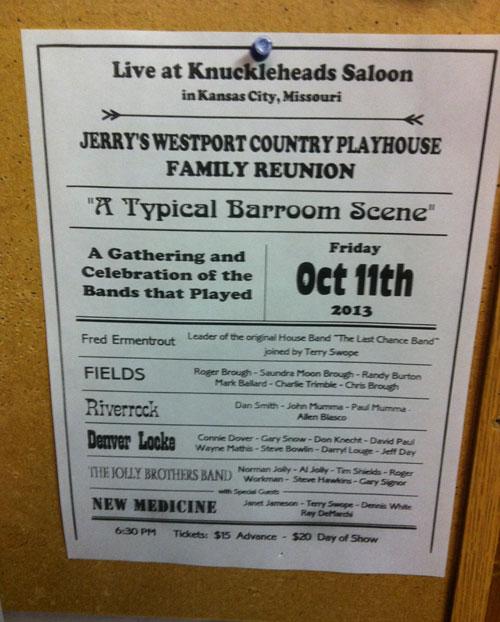 Live at Knuckleheads Saloon
in Kansas City, Missouri
JERRY'S WESTPORT COUNTRY PLAYHOUSE
FAMILY REUNION
"A Typical Barroom Scene"
A Gathering and
Celebration of the
Bands that Played
Friday
Oct 11th
2013
Fred Ermentrout
Leader of the original House Band "The Last Chance Band"
joined by Terry Swope
FIELDS
Roger Brough - Saundra Moon Brough - Randy Burton
Mark Ballard - Charlie Trimble - Chris Brough
Riverrock
Dan Smith - John Mumma - Paul Mumma -
Allen Blasco
Denver Locke
Connie Dover - Gary Snow - Don Knecht - David Paul
Wayne Mathis - Steve Bowlin - Darryl Louge - Jeff Day
THE JOLLY BROTHERS BAND
Norman Jolly - Al Jolly - Tim Shields - Roger
Workman - Steve Hawkins - Gary Signor
with Special Guests
NEW MEDICINE
Janet Jameson - Terry Swope - Dennis White
Ray DeMarchi
6:30 PM Tickets: $15 Advance - $20 Day of Show